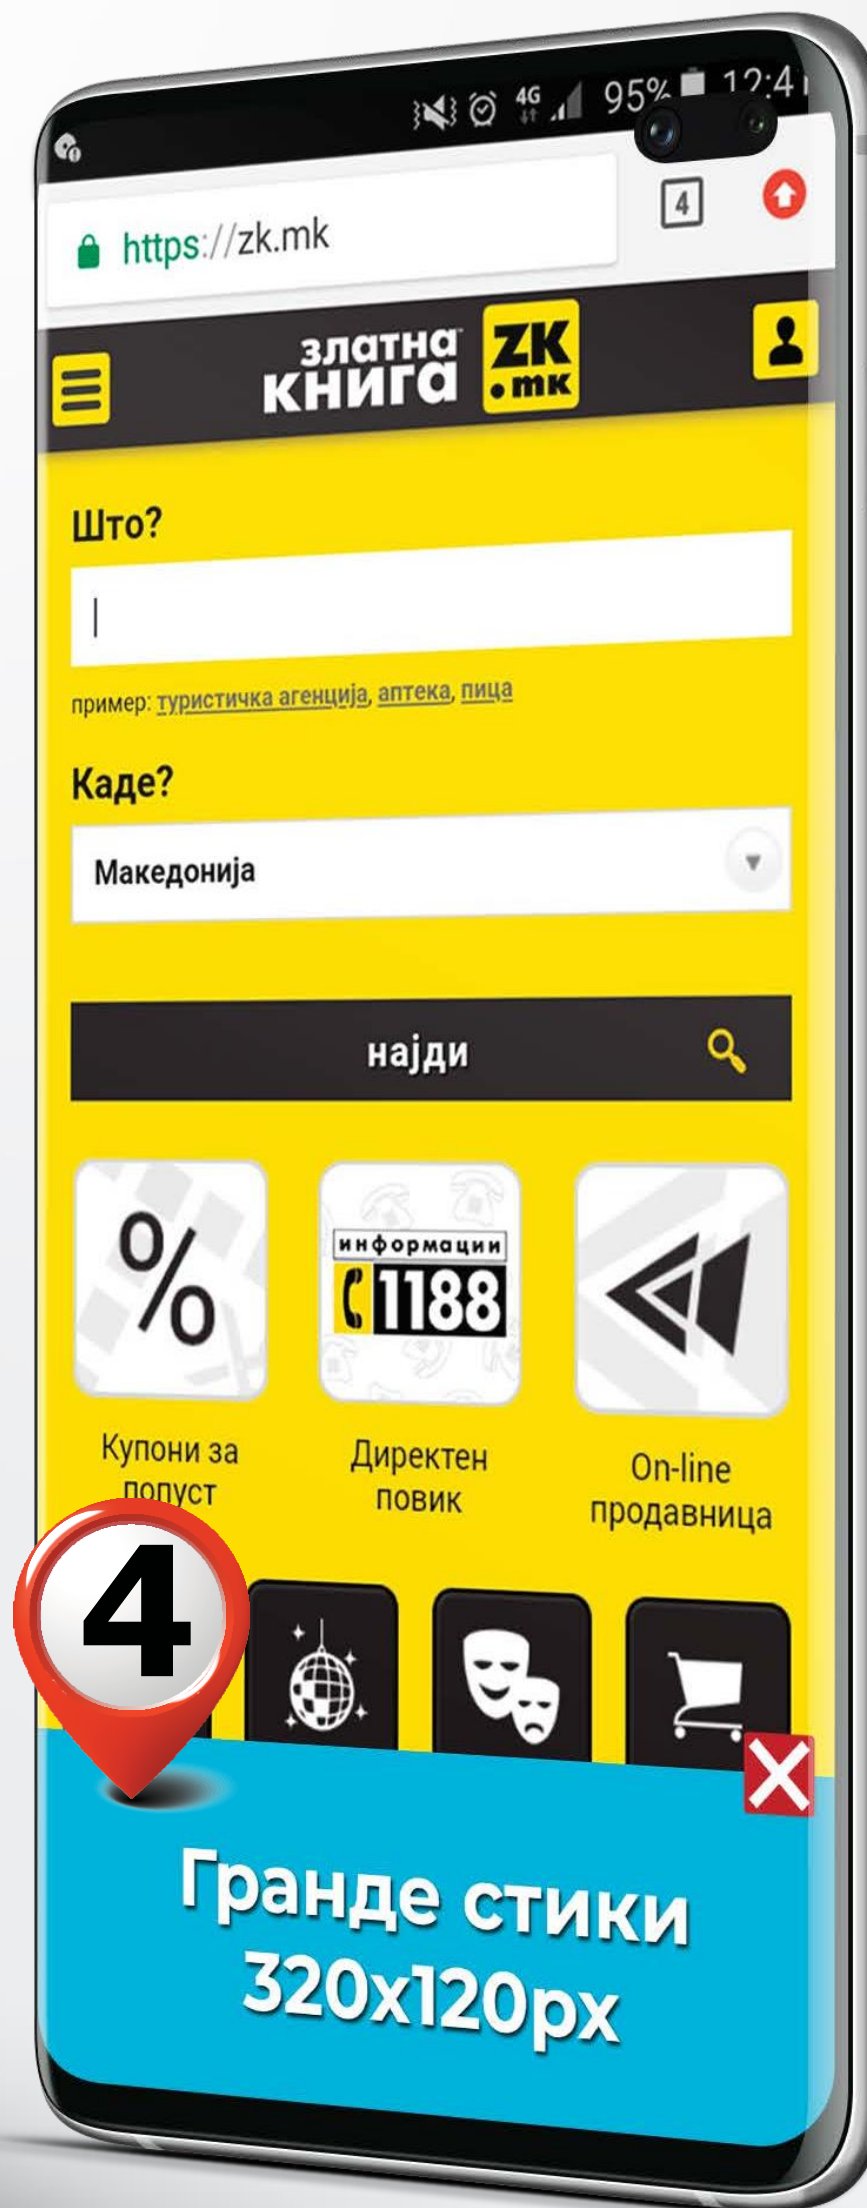 4G 95% 12:4
https://zk.mk
4
златна
книга
ZK
.mk
Што?
пример: туристичка агенција, аптека, пица
Каде?
Македонија
најди
%
информации
1188
Купони за
попуст
Директен
повик
On-line
продавница
4
Гранде стики
320x120px